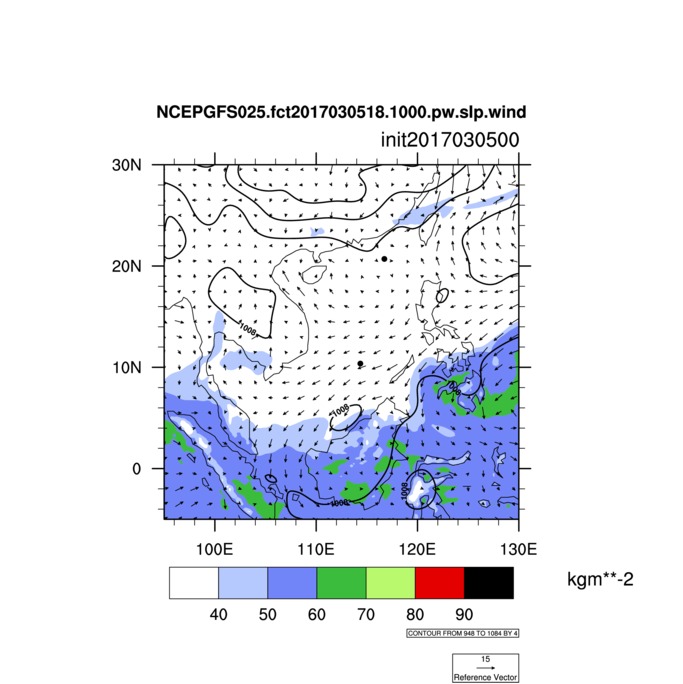 NCEPGFS025.fct2017030518.1000.pw.slp.wind
init2017030500
30N
20N
1008
10N
1008
0
1008
1008
100E 110E 120E 130E
kgm**-2
40 50 60 70 80 90
CONTOUR FROM 948 TO 1084 BY 4
15
Reference Vector